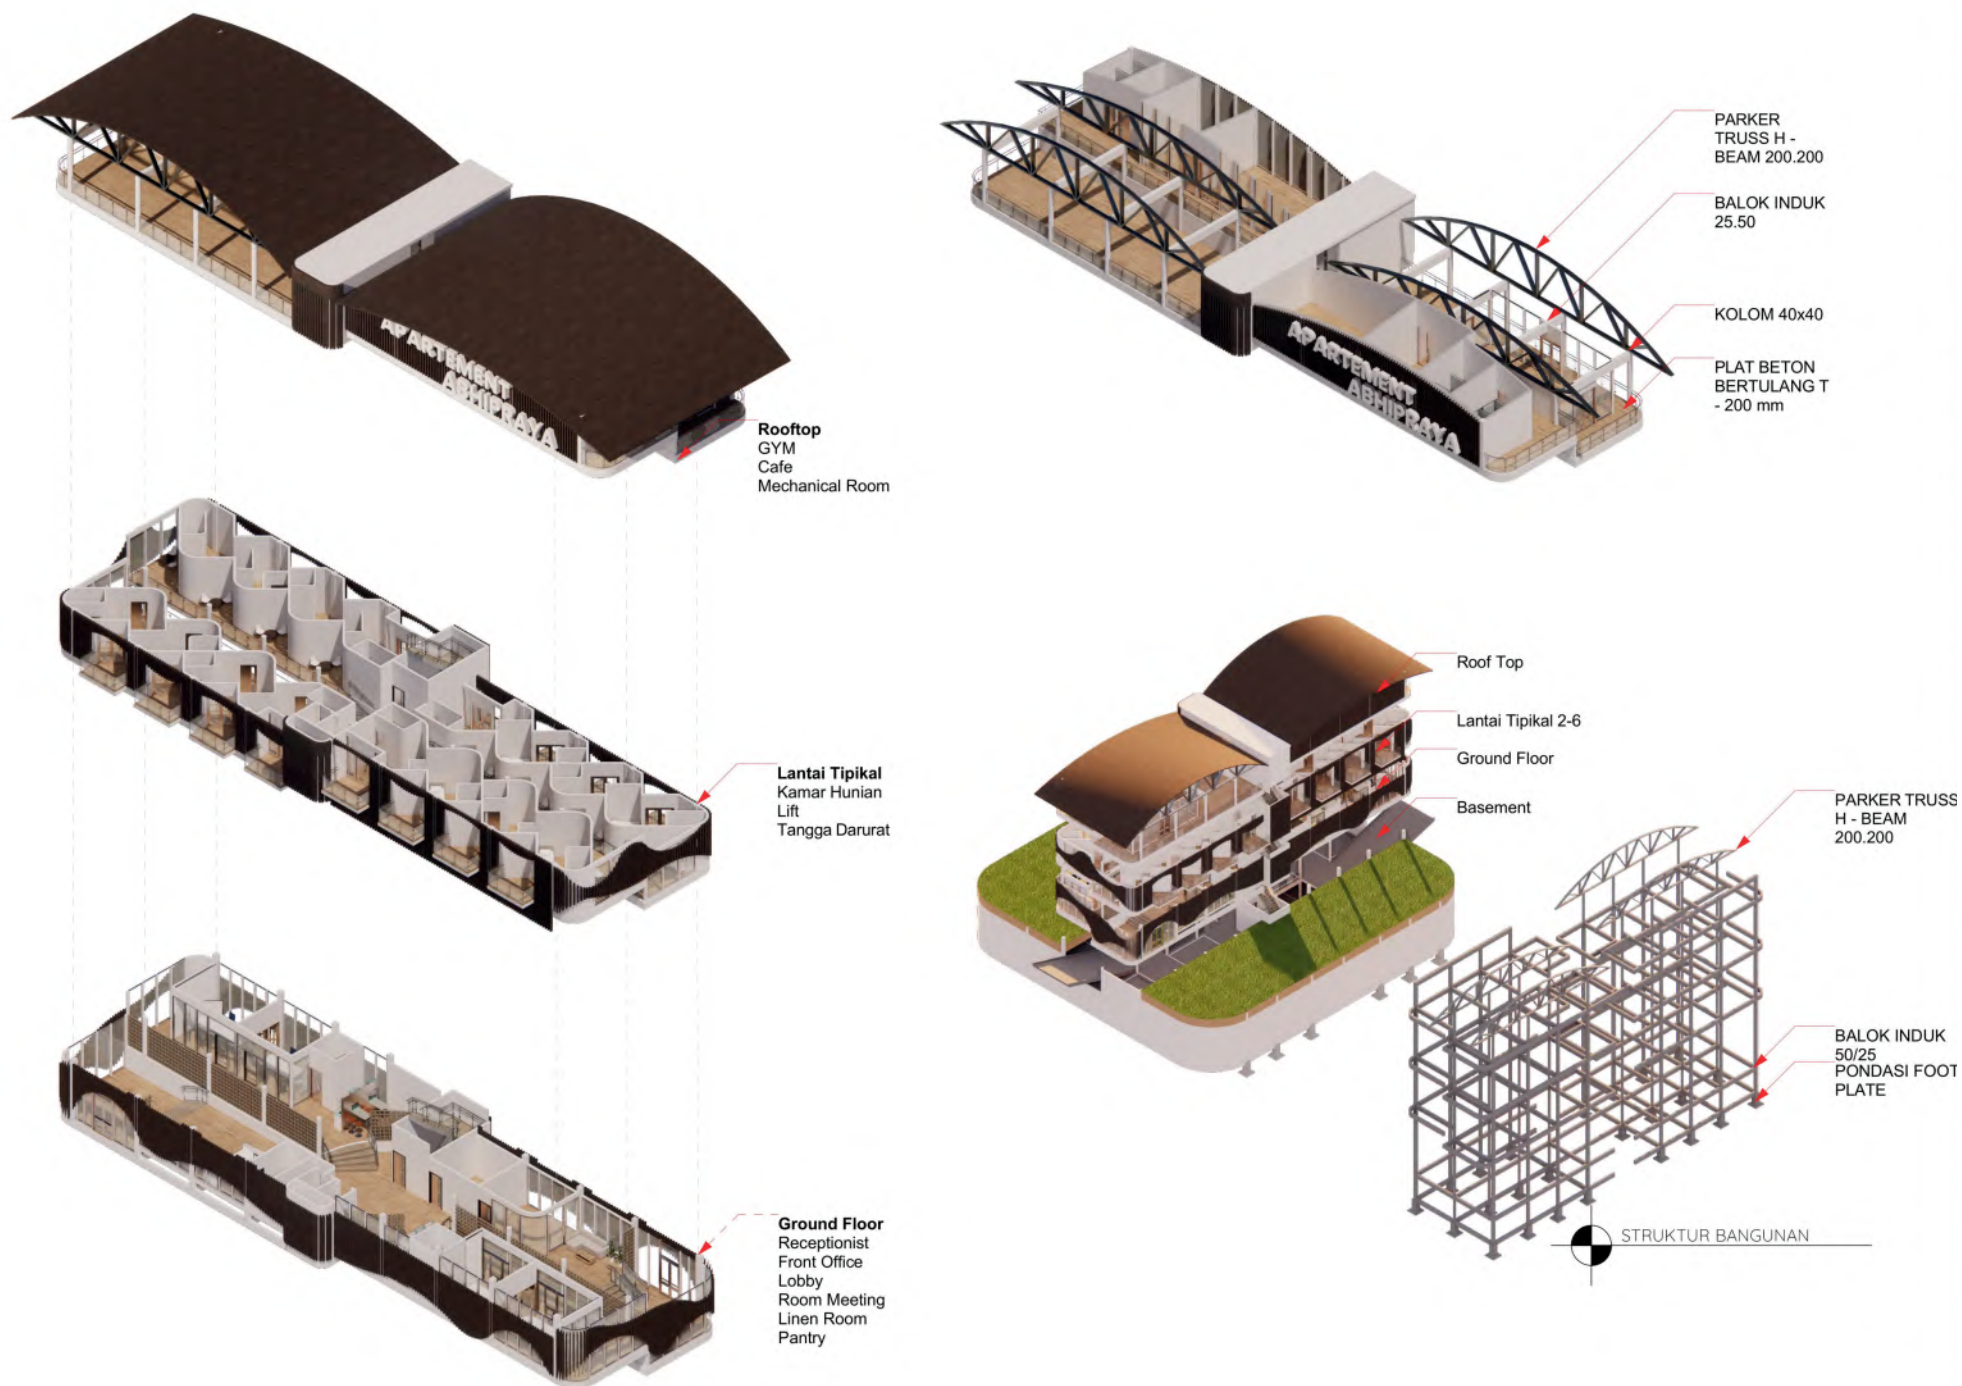 APARTEMENT
ABHIPRAYA
Rooftop
GYM
Cafe
Mechanical Room
Lantai Tipikal
Kamar Hunian
Lift
Tangga Darurat
Ground Floor
Receptionist
Front Office
Lobby
Room Meeting
Linen Room
Pantry
PARKER
TRUSS H -
BEAM 200.200
BALOK INDUK
25.50
KOLOM 40x40
PLAT BETON
BERTULANG T
- 200 mm
APARTEMENT
ABHIPRAYA
Roof Top
Lantai Tipikal 2-6
Ground Floor
Basement
PARKER TRUSS
H - BEAM
200.200
BALOK INDUK
50/25
PONDASI FOOT
PLATE
STRUKTUR BANGUNAN